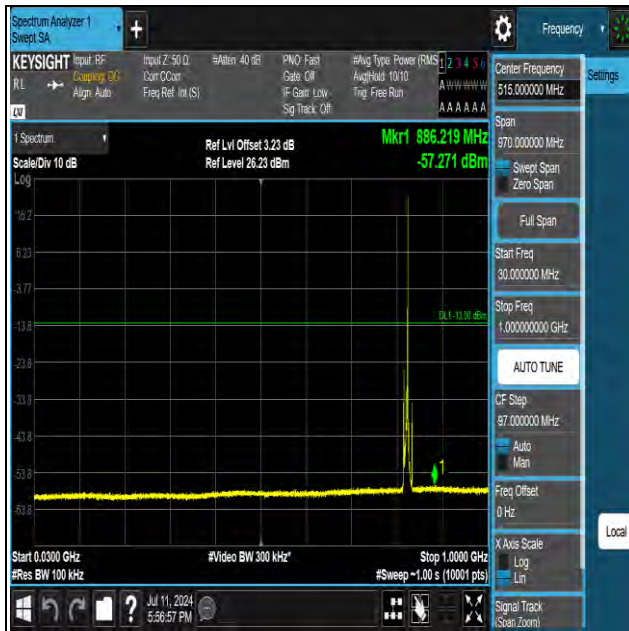 Spectrum Analyzer 1
Swept SA
Frequency
KEYSIGHT
RL
Input: RF
Coupling: DC
Align: Auto
Input Z: 50 Ω
Corr CCorr
Freq Ref: Int (S)
#Atten: 40 dB
PNO: Fast
Gate: Off
IF Gain: Low
Sig Track: Off
#Avg Type: Power (RMS
Avg|Hold: 10/10
Trig: Free Run
1 2 3 4 5 6
A W W W W W
A A A A A A
LXI
1 Spectrum
Scale/Div 10 dB
Log
Ref Lvl Offset 3.23 dB
Ref Level 26.23 dBm
Mkr1 886.219 MHz
-57.271 dBm
16.2
6.23
-3.77
DL1 -13.00 dBm
-13.8
-23.8
-33.8
-43.8
-53.8
-63.8
1
Start 0.0300 GHz
#Res BW 100 kHz
#Video BW 300 kHz*
Stop 1.0000 GHz
#Sweep ~1.00 s (10001 pts)
Center Frequency
515.000000 MHz
Settings
Span
970.000000 MHz
Swept Span
Zero Span
Full Span
Start Freq
30.000000 MHz
Stop Freq
1.000000000 GHz
AUTO TUNE
CF Step
97.000000 MHz
Auto
Man
Freq Offset
0 Hz
Local
X Axis Scale
Log
Lin
Signal Track
(Span Zoom)
?
Jul 11, 2024
5:56:57 PM